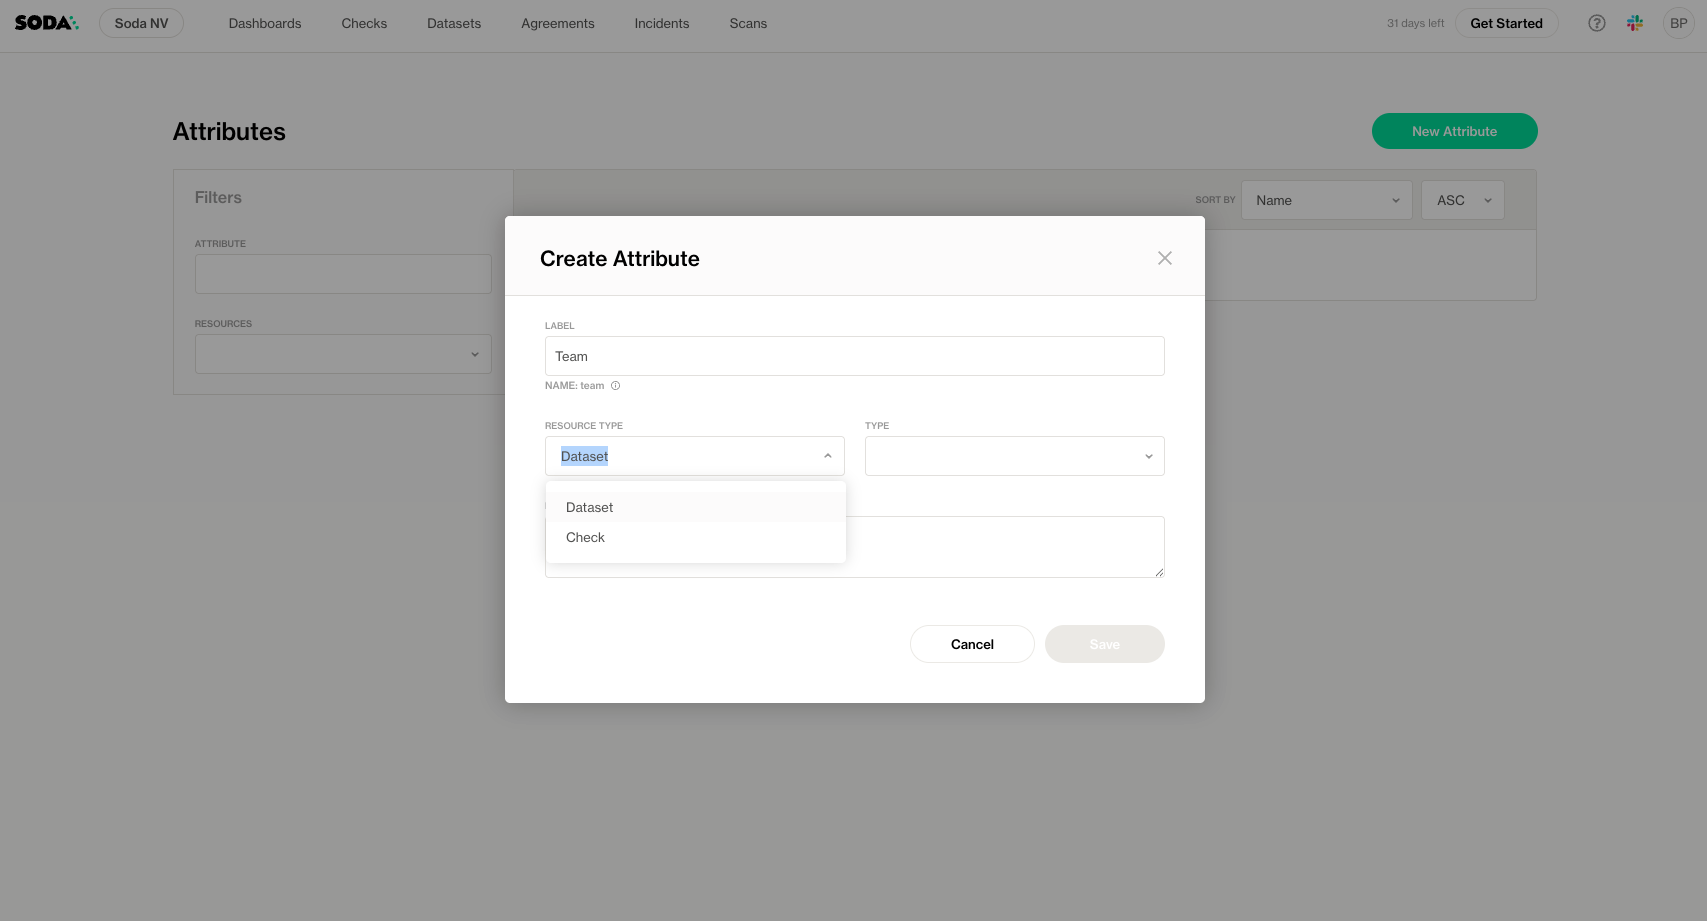 SODA
Soda NV
Dashboards
Checks
Datasets
Agreements
Incidents
Scans
31 days left
Get Started
BP
Attributes
New Attribute
Filters
SORT BY
Name
ASC
ATTRIBUTE
RESOURCES
Create Attribute
LABEL
Team
NAME: team
RESOURCE TYPE
TYPE
Dataset
Dataset
Check
Cancel
Save